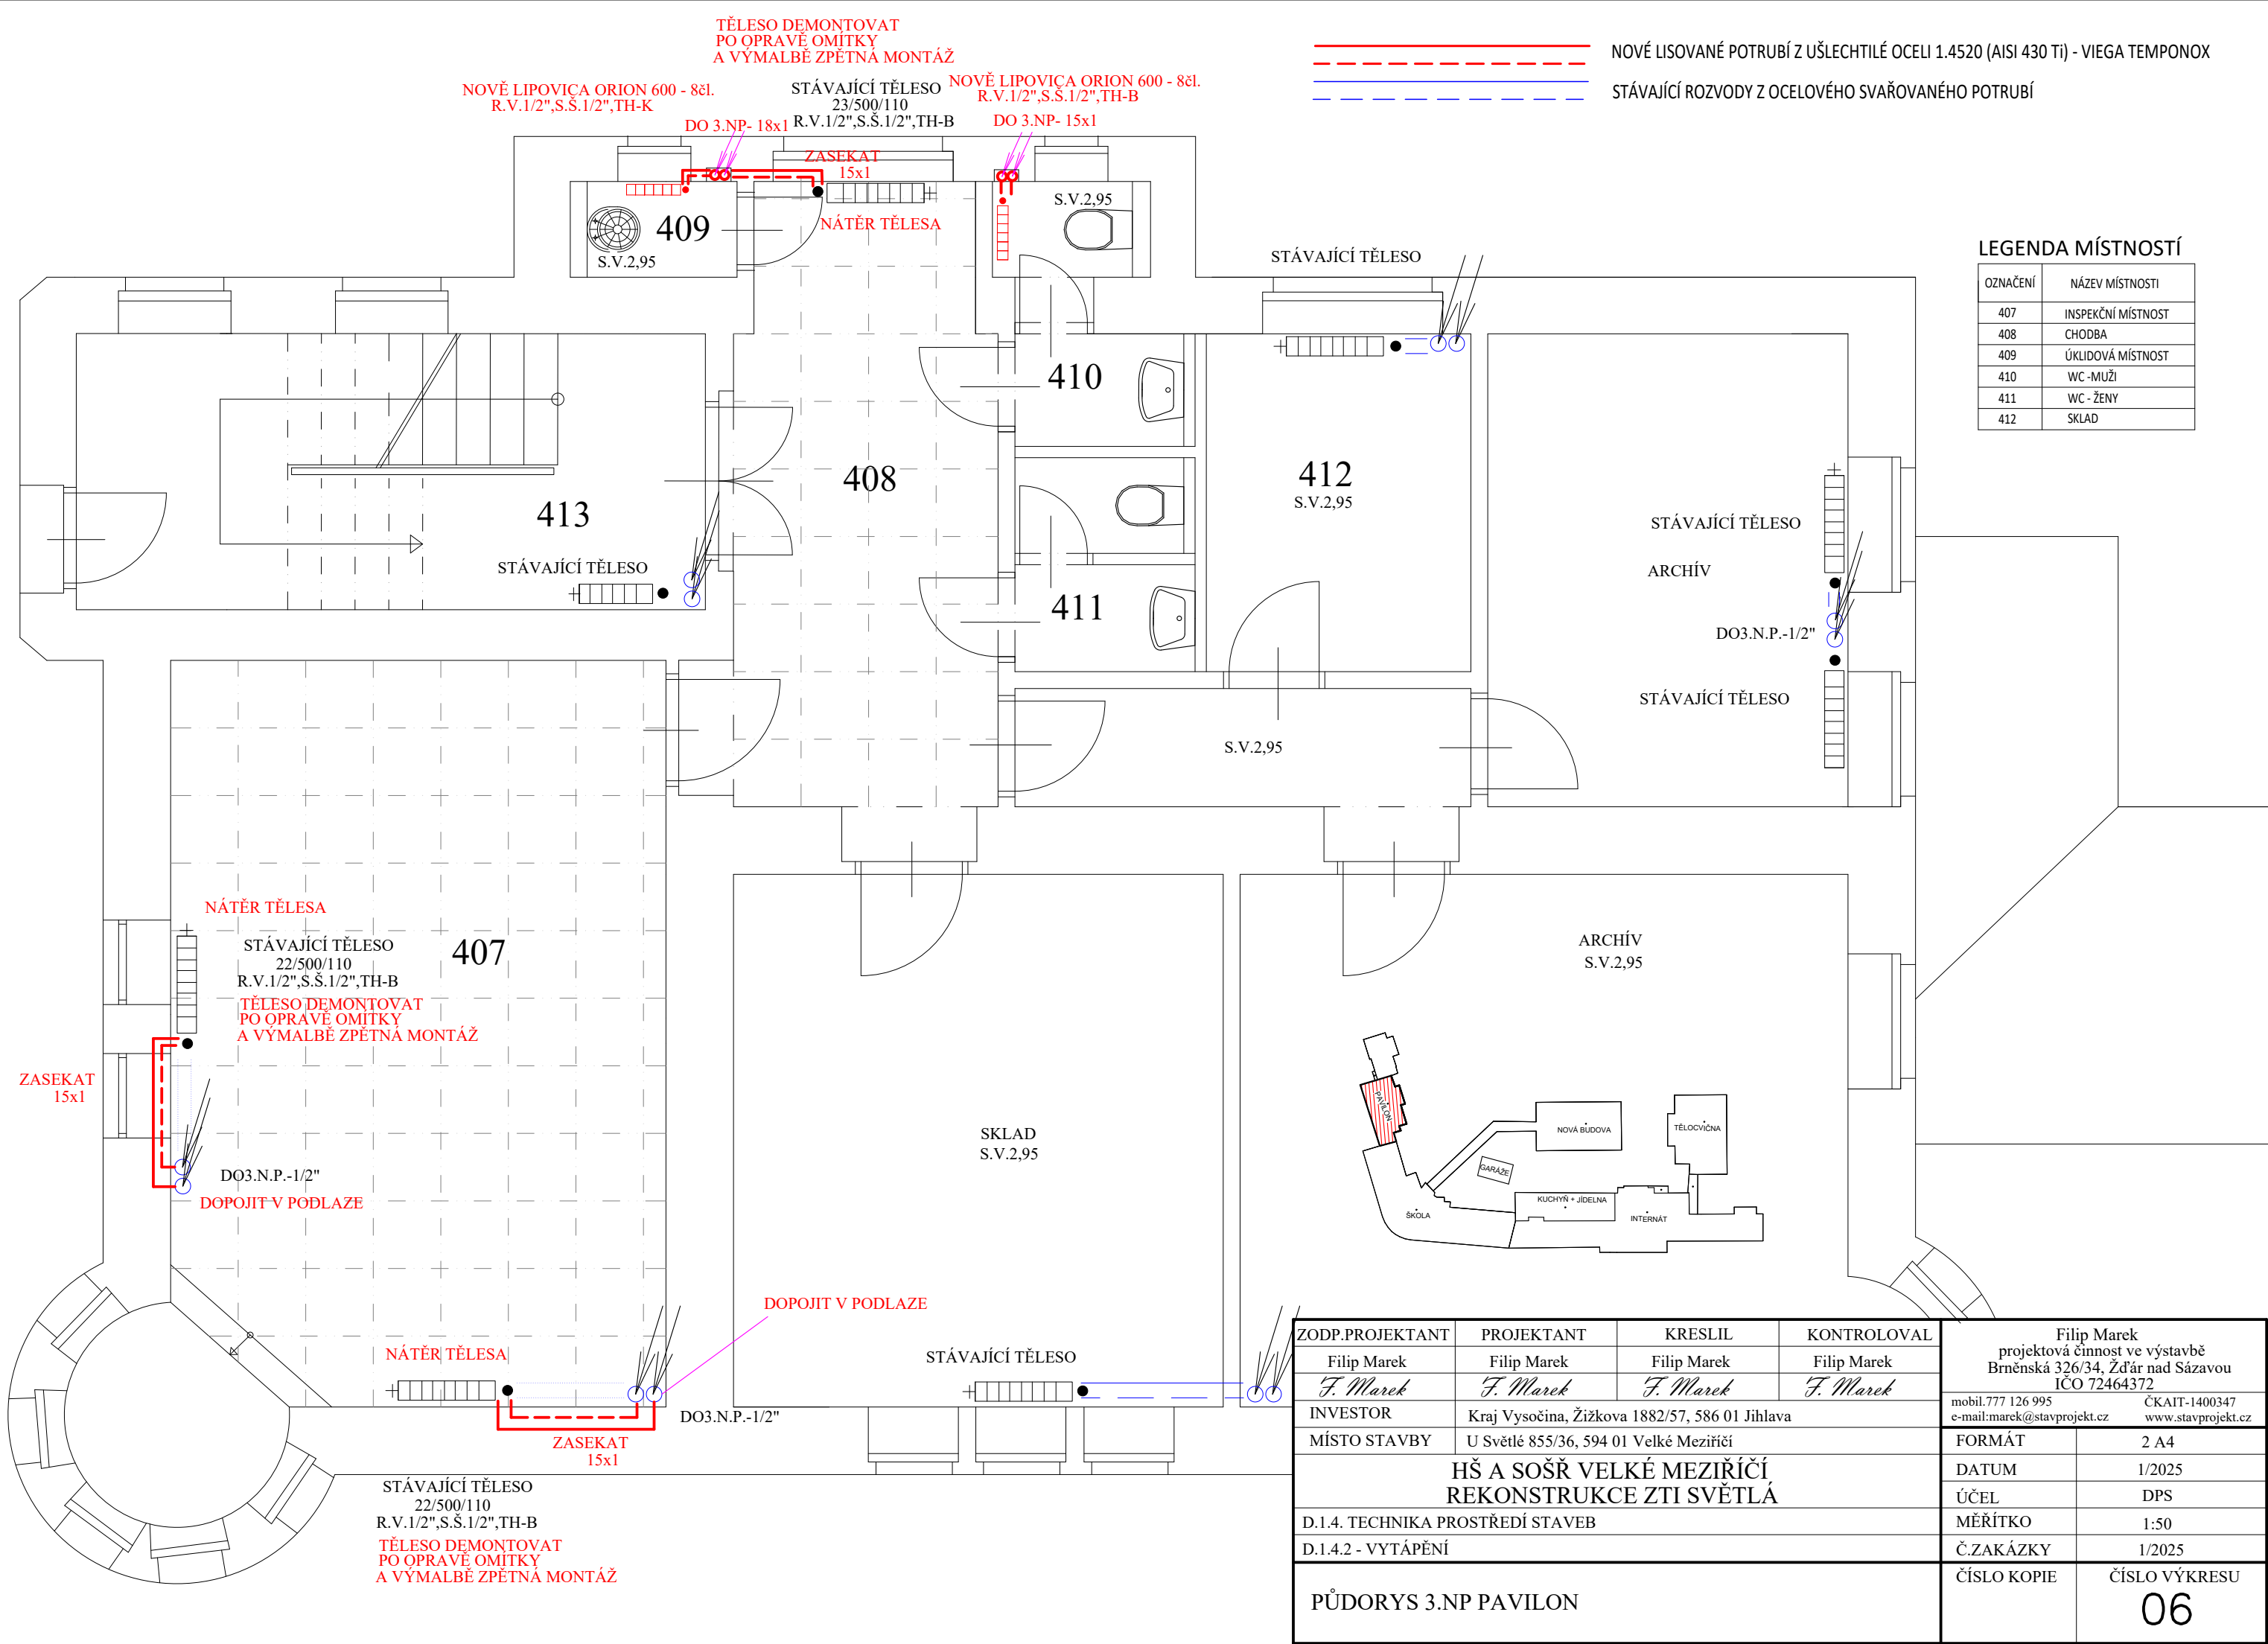 TĚLESO DEMONTOVAT
PO OPRAVĚ OMÍTKY
A VÝMALBĚ ZPĚTNÁ MONTÁŽ
NOVÉ LISOVANÉ POTRUBÍ Z UŠLECHTILÉ OCELI 1.4520 (AISI 430 Ti) - VIEGA TEMPONOX
STÁVAJÍCÍ ROZVODY Z OCELOVÉHO SVAŘOVANÉHO POTRUBÍ
NOVĚ LIPOVICA ORION 600 - 8čl.
R.V.1/2",S.Š.1/2",TH-K
STÁVAJÍCÍ TĚLESO
23/500/110
R.V.1/2",S.Š.1/2",TH-B
NOVĚ LIPOVICA ORION 600 - 8čl.
R.V.1/2",S.Š.1/2",TH-B
DO 3.NP- 18x1
DO 3.NP- 15x1
ZASEKAT
15x1
409
S.V.2,95
NÁTĚR TĚLESA
S.V.2,95
STÁVAJÍCÍ TĚLESO
LEGENDA MÍSTNOSTÍ
OZNAČENÍ NÁZEV MÍSTNOSTI
407 INSPEKČNÍ MÍSTNOST
408 CHODBA
409 ÚKLIDOVÁ MÍSTNOST
410 WC -MUŽI
411 WC - ŽENY
412 SKLAD
410
408
412
S.V.2,95
413
STÁVAJÍCÍ TĚLESO
411
STÁVAJÍCÍ TĚLESO
ARCHÍV
DO3.N.P.-1/2"
STÁVAJÍCÍ TĚLESO
S.V.2,95
NÁTĚR TĚLESA
STÁVAJÍCÍ TĚLESO
22/500/110
R.V.1/2",S.Š.1/2",TH-B
TĚLESO DEMONTOVAT
PO OPRAVĚ OMÍTKY
A VÝMALBĚ ZPĚTNÁ MONTÁŽ
407
ZASEKAT
15x1
DO3.N.P.-1/2"
DOPOJIT V PODLAZE
ARCHÍV
S.V.2,95
SKLAD
S.V.2,95
PAVILON
NOVÁ BUDOVA
TĚLOCVIČNA
GARÁŽE
KUCHYŇ + JÍDELNA
ŠKOLA
INTERNÁT
DOPOJIT V PODLAZE
NÁTĚR TĚLESA
STÁVAJÍCÍ TĚLESO
DO3.N.P.-1/2"
ZASEKAT
15x1
STÁVAJÍCÍ TĚLESO
22/500/110
R.V.1/2",S.Š.1/2",TH-B
TĚLESO DEMONTOVAT
PO OPRAVĚ OMÍTKY
A VÝMALBĚ ZPĚTNÁ MONTÁŽ
ZODP.PROJEKTANT PROJEKTANT KRESLIL KONTROLOVAL
Filip Marek Filip Marek Filip Marek Filip Marek
F. Marek F. Marek F. Marek F. Marek
INVESTOR Kraj Vysočina, Žižkova 1882/57, 586 01 Jihlava
MÍSTO STAVBY U Světlé 855/36, 594 01 Velké Meziříčí
HŠ A SOŠŘ VELKÉ MEZIŘÍČÍ
REKONSTRUKCE ZTI SVĚTLÁ
D.1.4. TECHNIKA PROSTŘEDÍ STAVEB
D.1.4.2 - VYTÁPĚNÍ
PŮDORYS 3.NP PAVILON
Filip Marek
projektová činnost ve výstavbě
Brněnská 326/34, Žďár nad Sázavou
IČO 72464372
mobil.777 126 995 ČKAIT-1400347
e-mail:marek@stavprojekt.cz www.stavprojekt.cz
FORMÁT 2 A4
DATUM 1/2025
ÚČEL DPS
MĚŘÍTKO 1:50
Č.ZAKÁZKY 1/2025
ČÍSLO KOPIE ČÍSLO VÝKRESU
06